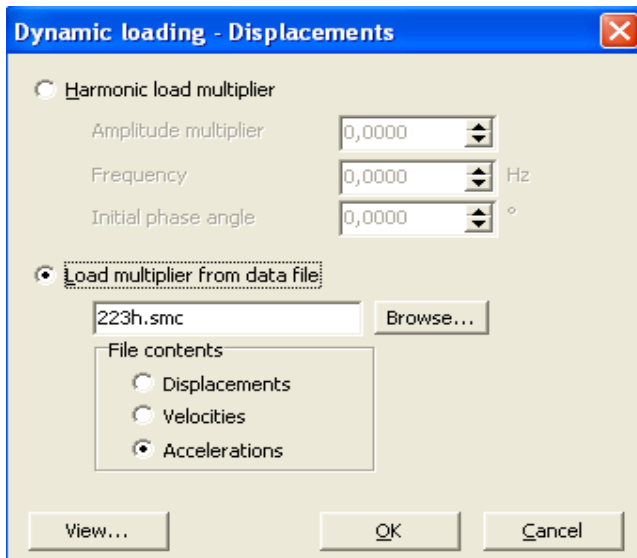 Dynamic loading - Displacements
Harmonic load multiplier
Amplitude multiplier 0,0000
Frequency 0,0000 Hz
Initial phase angle 0,0000 °
Load multiplier from data file
223h.smc Browse...
File contents
Displacements
Velocities
Accelerations
View... OK Cancel